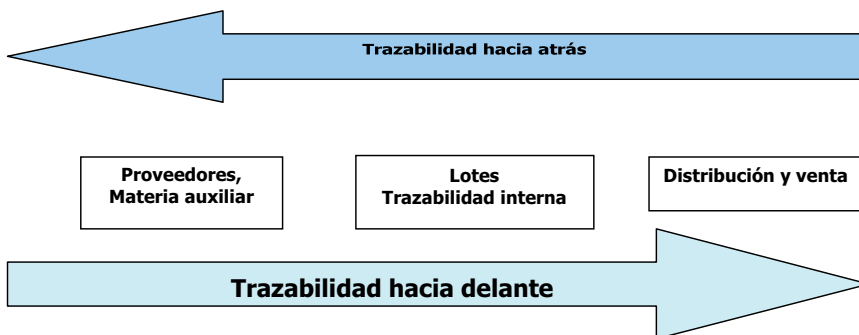 Trazabilidad hacia atrás
Proveedores,
Materia auxiliar
Lotes
Trazabilidad interna
Distribución y venta
Trazabilidad hacia delante